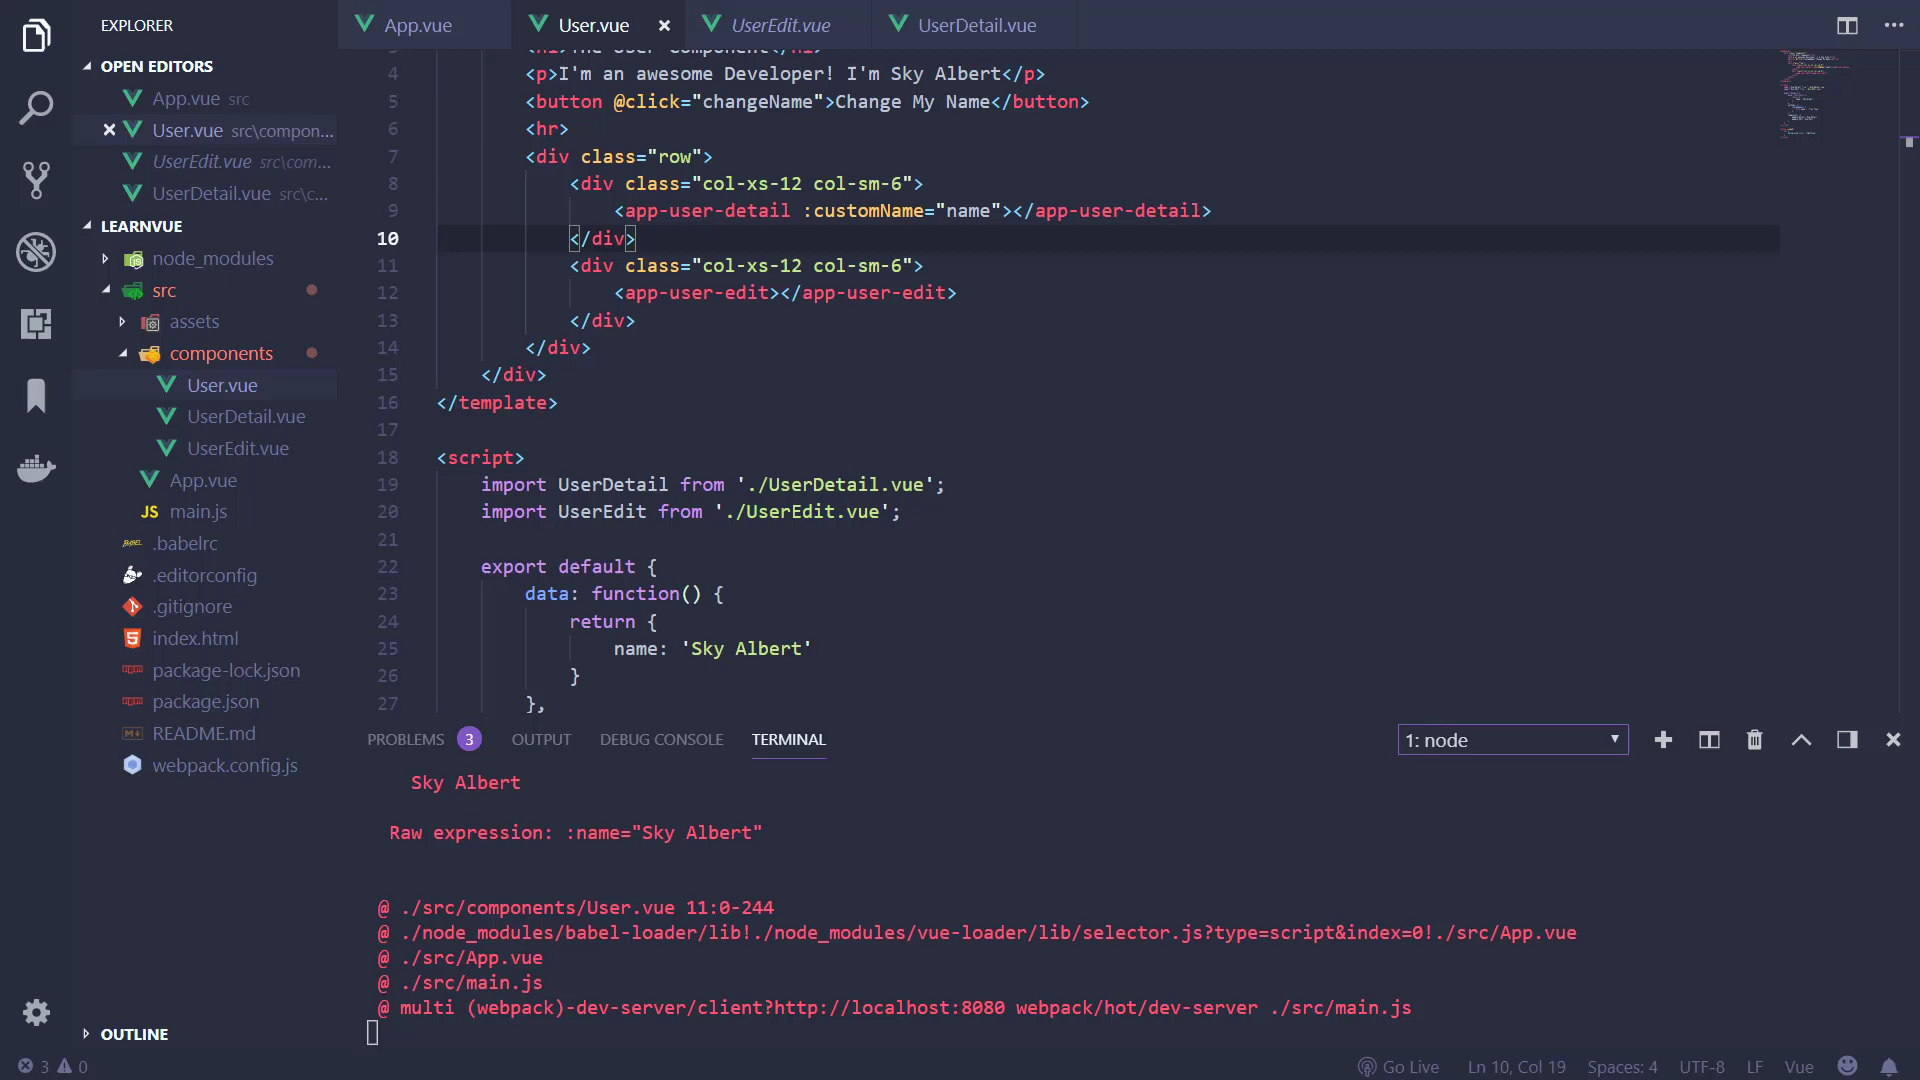 EXPLORER
OPEN EDITORS
App.vue src
User.vue src\compon...
UserEdit.vue src\com...
UserDetail.vue src\c...
LEARNVUE
node_modules
src
assets
components
User.vue
UserDetail.vue
UserEdit.vue
App.vue
JS main.js
BABEL .babelrc
.editorconfig
.gitignore
index.html
package-lock.json
package.json
README.md
webpack.config.js
OUTLINE
App.vue
User.vue
UserEdit.vue
UserDetail.vue
4 <p>I'm an awesome Developer! I'm Sky Albert</p>
5 <button @click="changeName">Change My Name</button>
6 <hr>
7 <div class="row">
8 <div class="col-xs-12 col-sm-6">
9 <app-user-detail :customName="name"></app-user-detail>
10 </div>
11 <div class="col-xs-12 col-sm-6">
12 <app-user-edit></app-user-edit>
13 </div>
14 </div>
15 </div>
16 </template>
17
18 <script>
19 import UserDetail from './UserDetail.vue';
20 import UserEdit from './UserEdit.vue';
21
22 export default {
23 data: function() {
24 return {
25 name: 'Sky Albert'
26 }
27 },
PROBLEMS 3 OUTPUT DEBUG CONSOLE TERMINAL 1: node
Sky Albert
Raw expression: :name="Sky Albert"
@ ./src/components/User.vue 11:0-244
@ ./node_modules/babel-loader/lib!./node_modules/vue-loader/lib/selector.js?type=script&index=0!./src/App.vue
@ ./src/App.vue
@ ./src/main.js
@ multi (webpack)-dev-server/client?http://localhost:8080 webpack/hot/dev-server ./src/main.js
3 0 Go Live Ln 10, Col 19 Spaces: 4 UTF-8 LF Vue